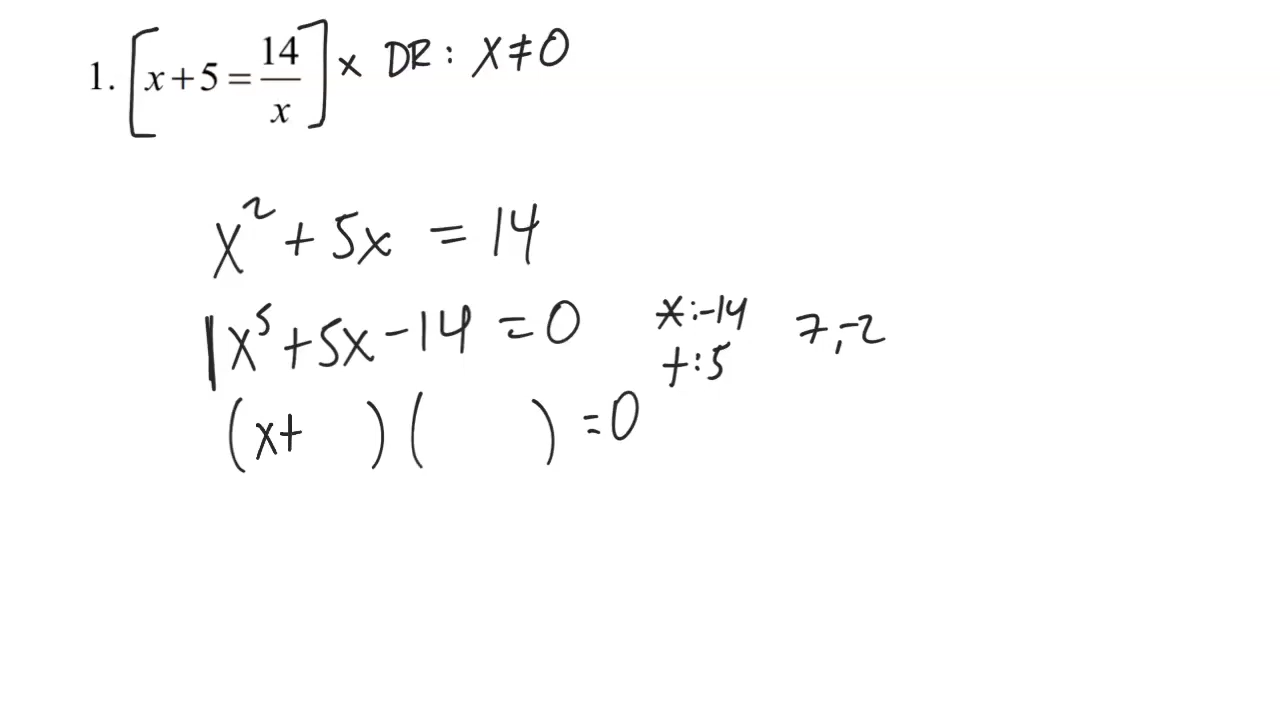 1. [x+5 = 14/x] x DR: x≠0
x² + 5x = 14
1x⁵ + 5x - 14 = 0 *: -14 7, -2
+: 5
(x+ )( ) = 0